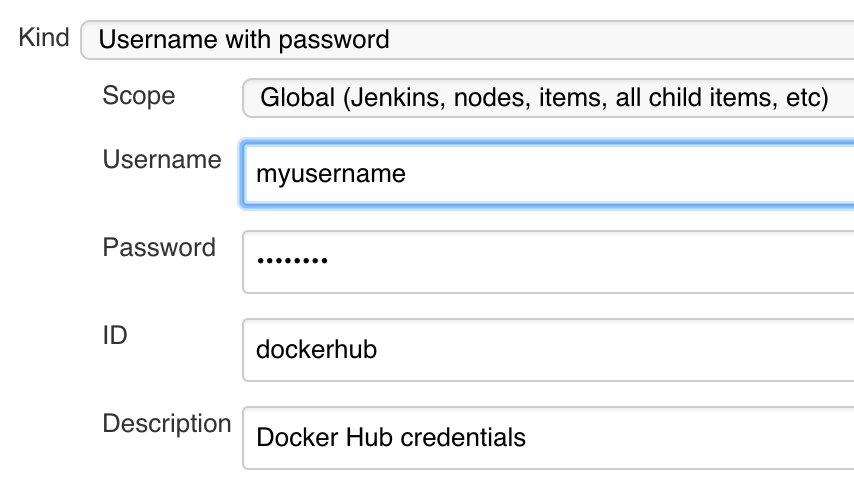 Kind Username with password
Scope Global (Jenkins, nodes, items, all child items, etc)
Username myusername
Password ••••••••
ID dockerhub
Description Docker Hub credentials